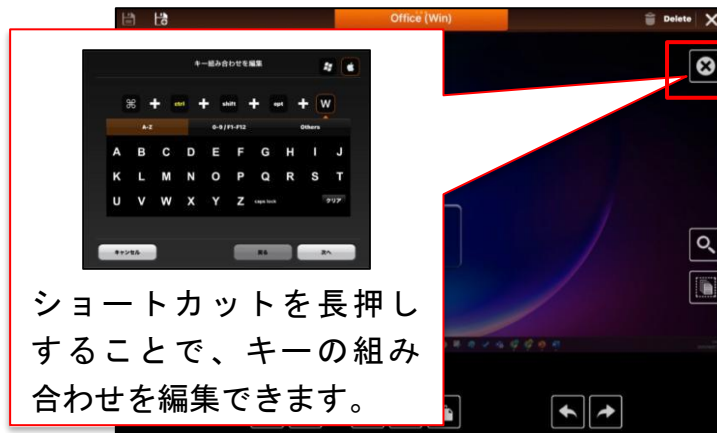 Office (Win)
Delete
キー組み合わせを編集
⌘ + ctrl + shift + opt + W
A-Z
0-9 / F1-F12
Others
A B C D E F G H I J
K L M N O P Q R S T
U V W X Y Z caps lock クリア
キャンセル
戻る
次へ
ショートカットを長押し
することで、キーの組み
合わせを編集できます。